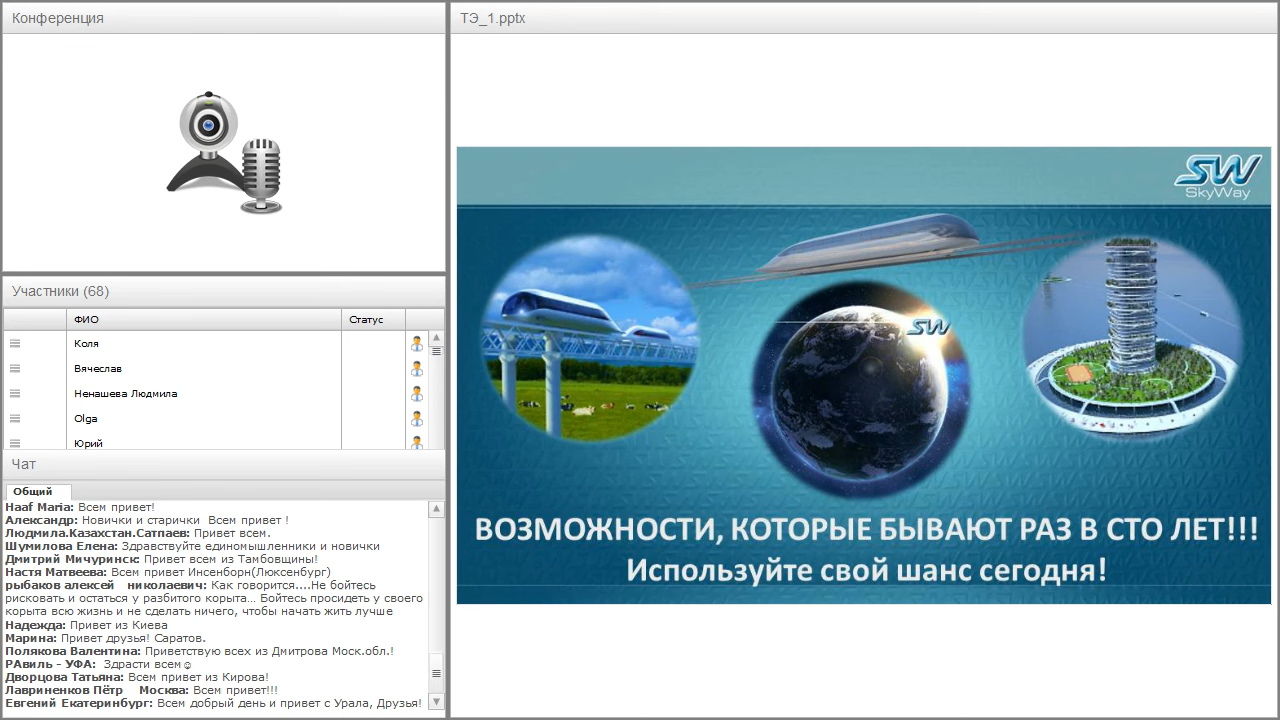 Конференция
Участники (68)
ФИО Статус
Коля
Вячеслав
Ненашева Людмила
Olga
Юрий
Чат
Общий
Haaf Maria: Всем привет!
Александр: Новички и старички Всем привет !
Людмила.Казахстан.Сатпаев: Привет всем.
Шумилова Елена: Здравствуйте единомышленники и новички
Дмитрий Мичуринск: Привет всем из Тамбовщины!
Настя Матвеева: Всем привет Инсенборн(Люксенбург)
рыбаков алексей николаевич: Как говорится....Не бойтесь
рисковать и остаться у разбитого корыта… Бойтесь просидеть у своего
корыта всю жизнь и не сделать ничего, чтобы начать жить лучше
Надежда: Привет из Киева
Марина: Привет друзья! Саратов.
Полякова Валентина: Приветствую всех из Дмитрова Моск.обл.!
РАвиль - УФА: Здрасти всем☺
Дворцова Татьяна: Всем привет из Кирова!
Лавриненков Пётр Москва: Всем привет!!!
Евгений Екатеринбург: Всем добрый день и привет с Урала, Друзья!
ТЭ_1.pptx
SW
SkyWay
SW
ВОЗМОЖНОСТИ, КОТОРЫЕ БЫВАЮТ РАЗ В СТО ЛЕТ!!!
Используйте свой шанс сегодня!